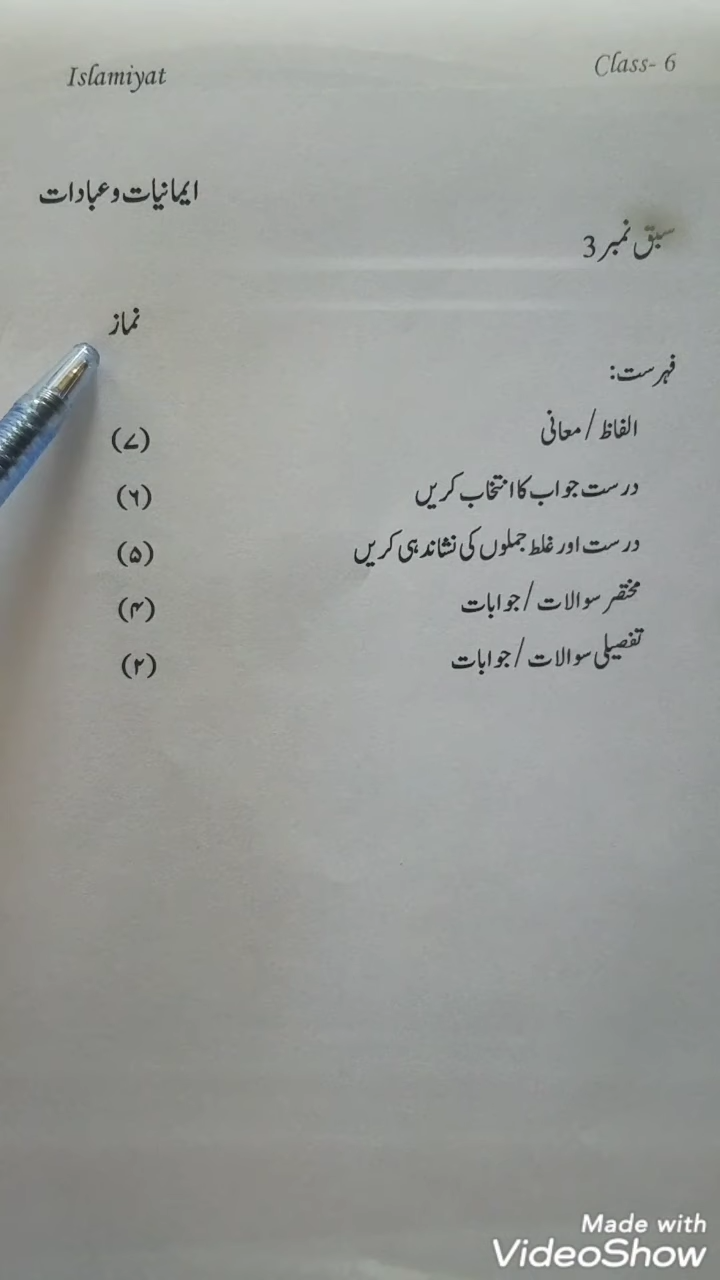 Islamiyat Class- 6
ایمانیات و عبادات
سبق نمبر 3
نماز
فہرست:
الفاظ / معانی (۷)
درست جواب کا انتخاب کریں (۶)
درست اور غلط جملوں کی نشاندہی کریں (۵)
مختصر سوالات / جوابات (۴)
تفصیلی سوالات / جوابات (۲)
Made with
VideoShow